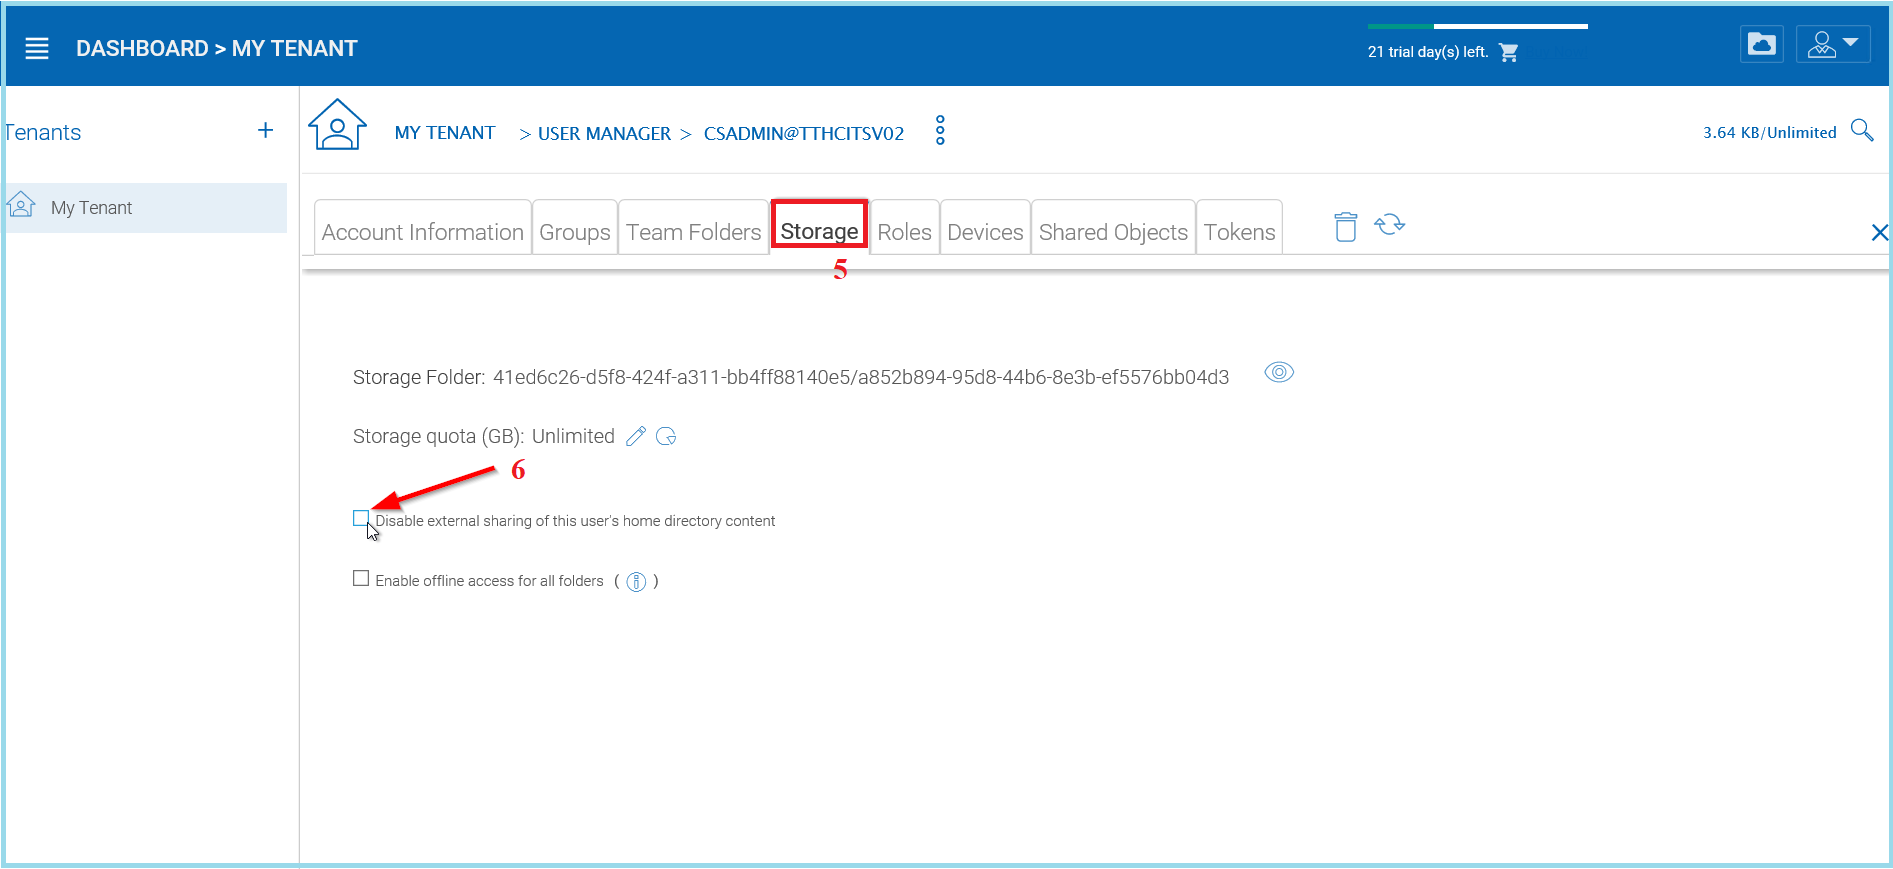 DASHBOARD > MY TENANT
21 trial day(s) left.
Tenants +
MY TENANT > USER MANAGER > CSADMIN@TTHCITSV02
3.64 KB/Unlimited
My Tenant
Account Information Groups Team Folders Storage Roles Devices Shared Objects Tokens
5
Storage Folder: 41ed6c26-d5f8-424f-a311-bb4ff88140e5/a852b894-95d8-44b6-8e3b-ef5576bb04d3
Storage quota (GB): Unlimited
6
Disable external sharing of this user's home directory content
Enable offline access for all folders ( i )